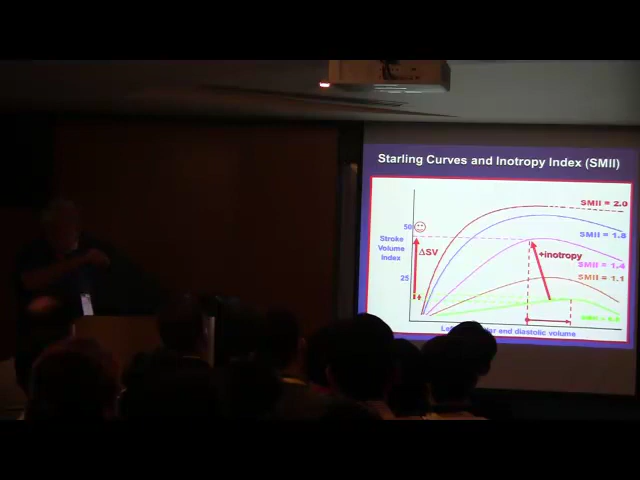 Starling Curves and Inotropy Index (SMII)
SMII = 2.0
50
SMII = 1.8
Stroke
Volume
Index
ΔSV
+inotropy
SMII = 1.4
25
SMII = 1.1
end diastolic volume